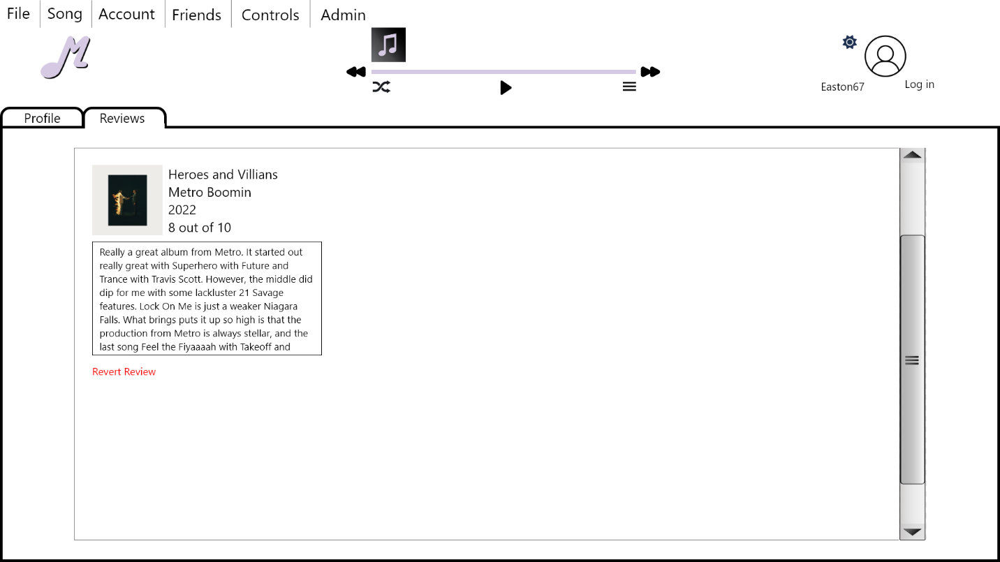 File Song Account Friends Controls Admin
Easton67
Log in
Profile Reviews
Heroes and Villians
Metro Boomin
2022
8 out of 10
Really a great album from Metro. It started out
really great with Superhero with Future and
Trance with Travis Scott. However, the middle did
dip for me with some lackluster 21 Savage
features. Lock On Me is just a weaker Niagara
Falls. What brings puts it up so high is that the
production from Metro is always stellar, and the
last song Feel the Fiyaaaah with Takeoff and
Revert Review